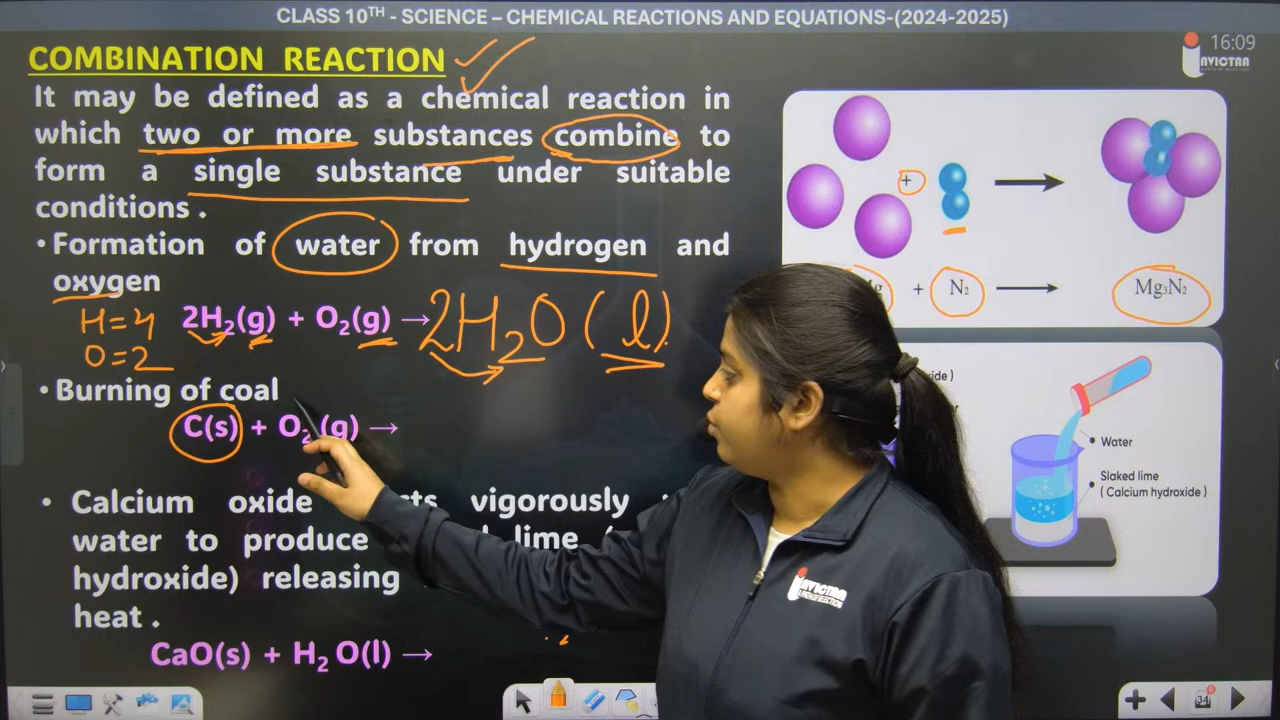 CLASS 10TH - SCIENCE – CHEMICAL REACTIONS AND EQUATIONS-(2024-2025)
16:09
INVICTAA
COMBINATION REACTION
It may be defined as a chemical reaction in
which two or more substances combine to
form a single substance under suitable
conditions .
• Formation of water from hydrogen and
oxygen
H=4
O=2
2H₂(g) + O₂(g) → 2H₂O(l)
• Burning of coal
C(s) + O₂(g) →
• Calcium oxide vigorously
water to produce lime
hydroxide) releasing
heat .
CaO(s) + H₂O(l) →
+
+ N₂ → Mg₃N₂
Water
Slaked lime
( Calcium hydroxide )
34